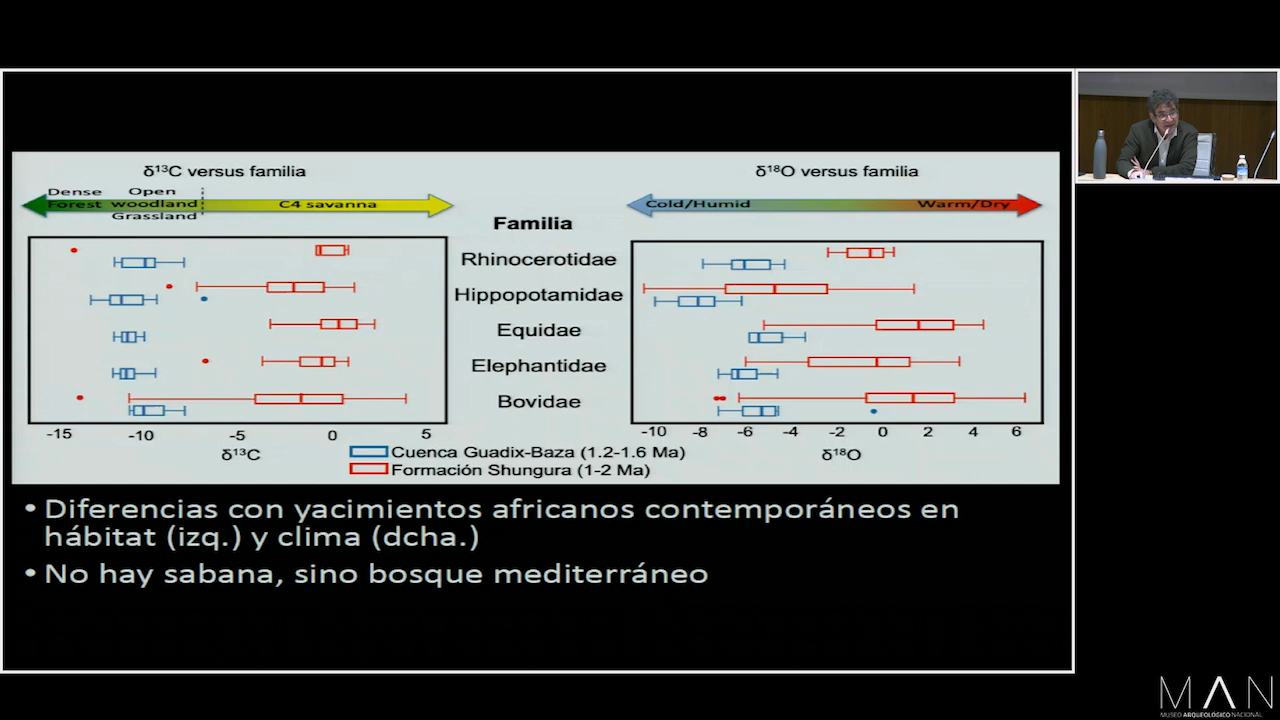 δ13C versus familia
Dense Forest
Open woodland Grassland
C4 savanna
Familia
δ18O versus familia
Cold/Humid
Warm/Dry
Rhinocerotidae
Hippopotamidae
Equidae
Elephantidae
Bovidae
-15 -10 -5 0 5
δ13C
-10 -8 -6 -4 -2 0 2 4 6
δ18O
Cuenca Guadix-Baza (1.2-1.6 Ma)
Formación Shungura (1-2 Ma)
• Diferencias con yacimientos africanos contemporáneos en
hábitat (izq.) y clima (dcha.)
• No hay sabana, sino bosque mediterráneo
MAN
MUSEO ARQUEOLÓGICO NACIONAL